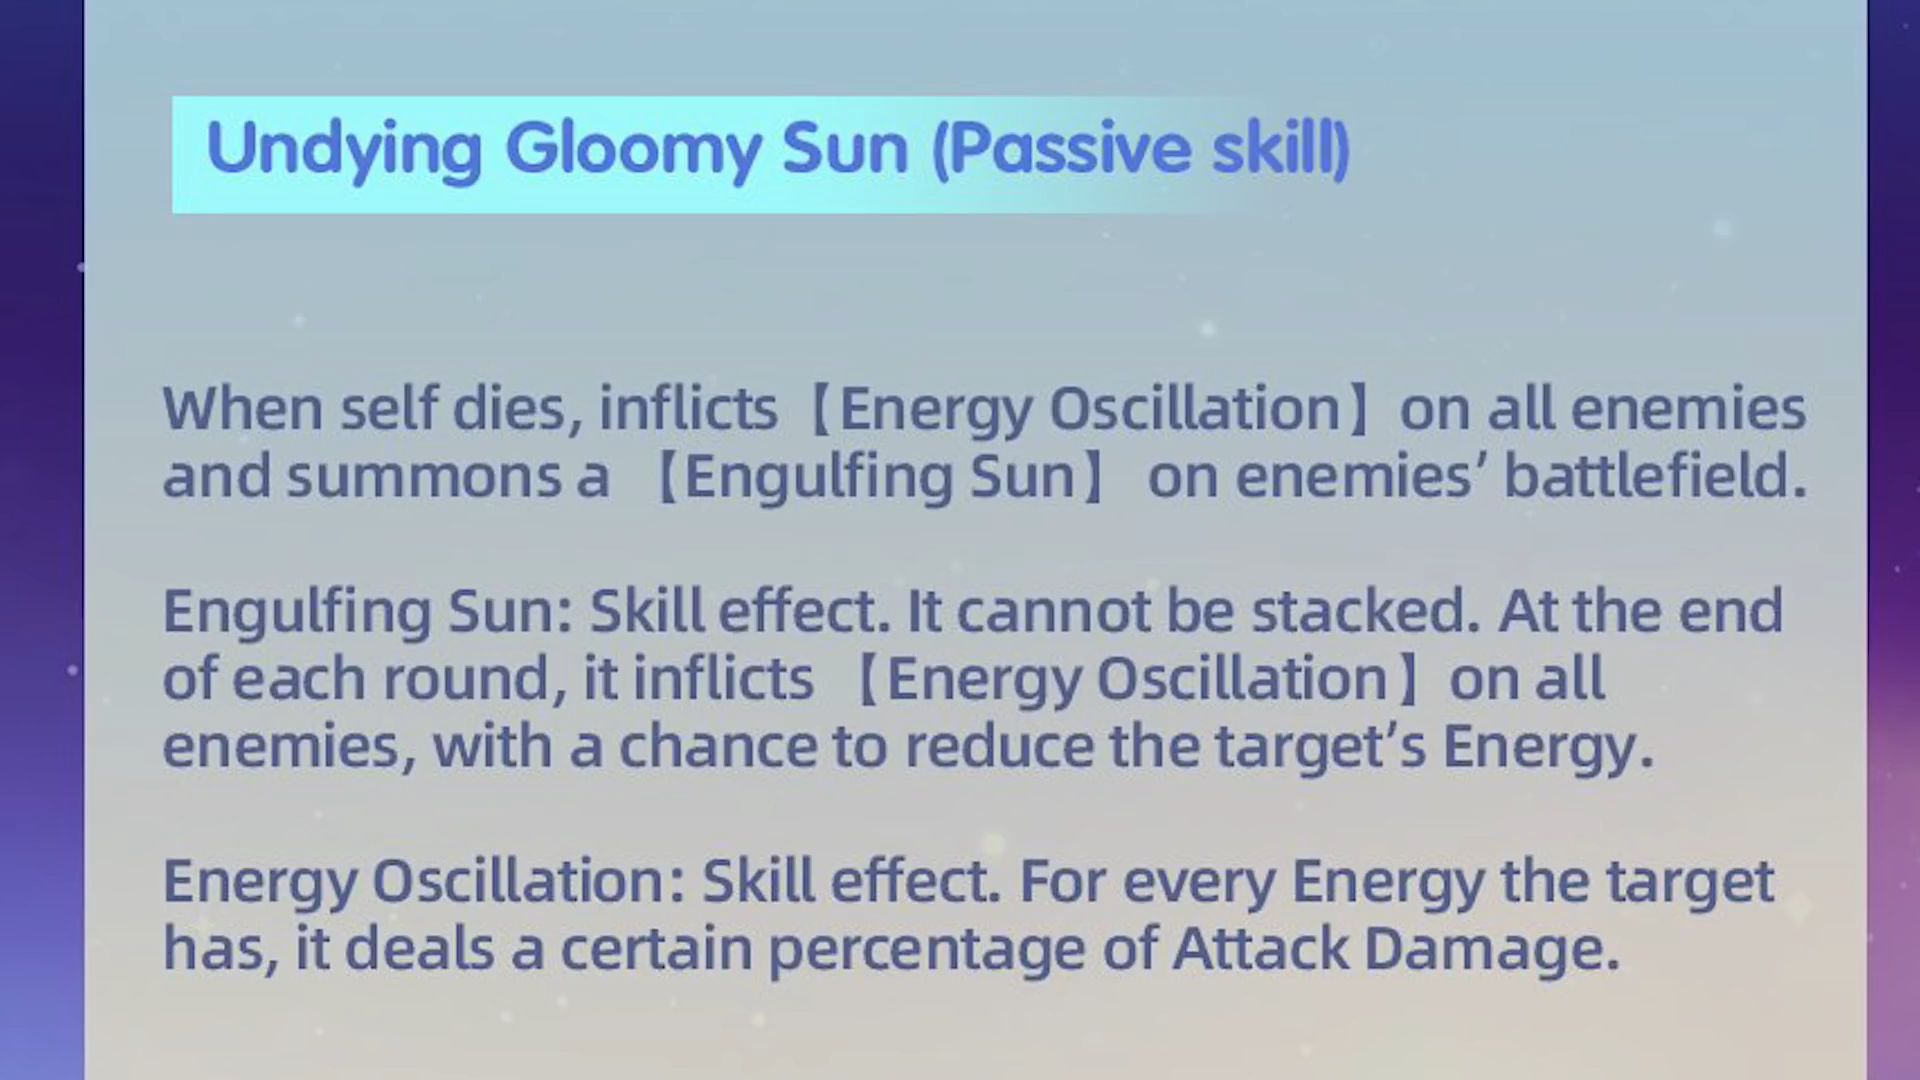 Undying Gloomy Sun (Passive skill)
When self dies, inflicts【Energy Oscillation】on all enemies
and summons a 【Engulfing Sun】 on enemies’ battlefield.
Engulfing Sun: Skill effect. It cannot be stacked. At the end
of each round, it inflicts 【Energy Oscillation】on all
enemies, with a chance to reduce the target’s Energy.
Energy Oscillation: Skill effect. For every Energy the target
has, it deals a certain percentage of Attack Damage.